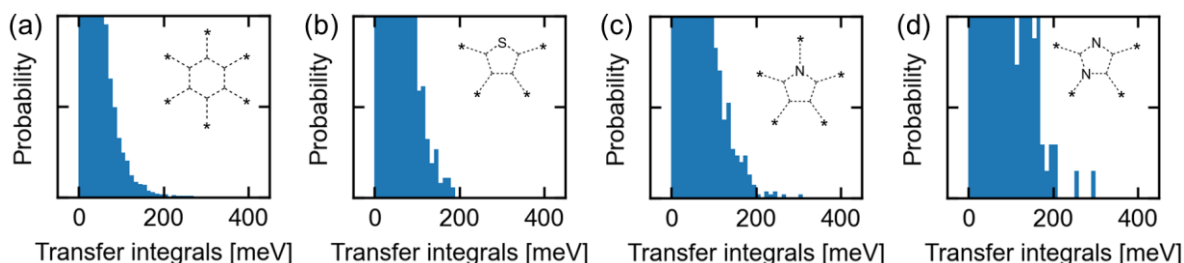 (a)
Probability
*
*
*
*
*
*
0
200
400
Transfer integrals [meV]
(b)
Probability
S
*
*
*
*
0
200
400
Transfer integrals [meV]
(c)
Probability
*
N
*
*
*
*
0
200
400
Transfer integrals [meV]
(d)
Probability
N
*
*
N
*
*
0
200
400
Transfer integrals [meV]